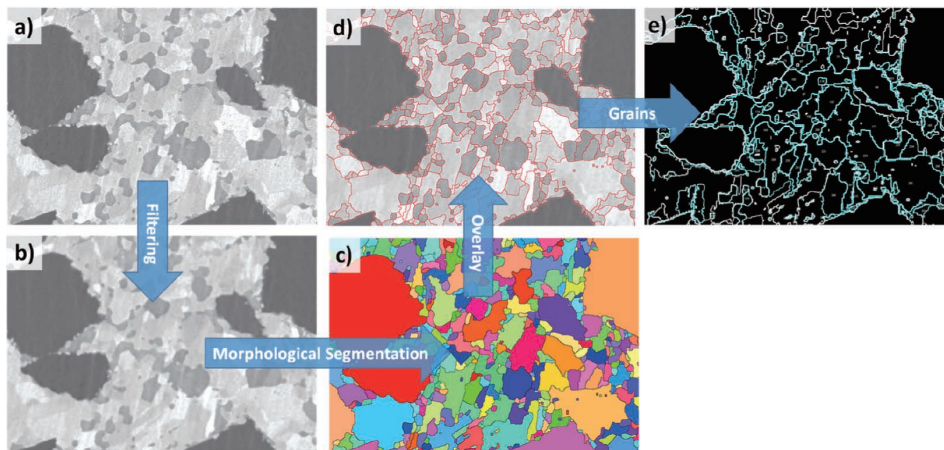 a)
d)
e)
Grains
Filtering
Overlay
b)
c)
Morphological Segmentation